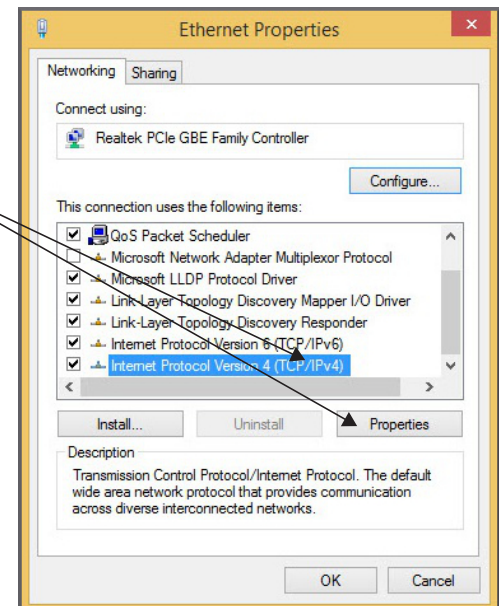 Ethernet Properties
Networking
Sharing
Connect using:
Realtek PCIe GBE Family Controller
Configure...
This connection uses the following items:
QoS Packet Scheduler
Microsoft Network Adapter Multiplexor Protocol
Microsoft LLDP Protocol Driver
Link-Layer Topology Discovery Mapper I/O Driver
Link-Layer Topology Discovery Responder
Internet Protocol Version 6 (TCP/IPv6)
Internet Protocol Version 4 (TCP/IPv4)
Install...
Uninstall
Properties
Description
Transmission Control Protocol/Internet Protocol. The default
wide area network protocol that provides communication
across diverse interconnected networks.
OK
Cancel